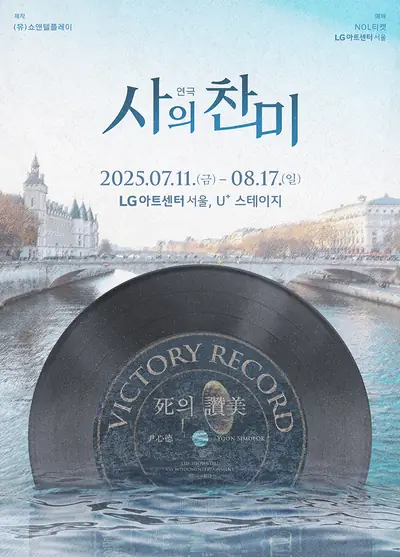 제작
(유)쇼앤텔플레이
예매
NOL티켓
LG아트센터 서울
연극
사의찬미
2025.07.11.(금) – 08.17.(일)
LG아트센터 서울, U+ 스테이지
VICTORY RECORD
死의 讚美
尹心悳
YOON SIMDEOK